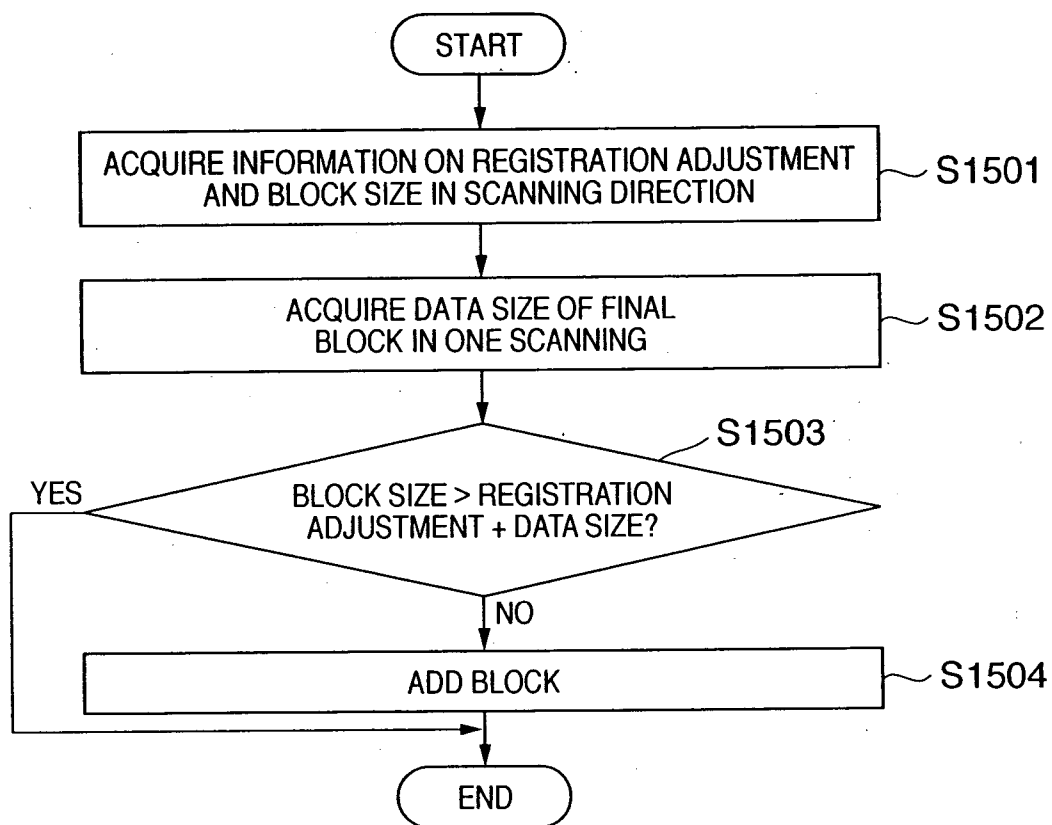 START
ACQUIRE INFORMATION ON REGISTRATION ADJUSTMENT
AND BLOCK SIZE IN SCANNING DIRECTION
S1501
ACQUIRE DATA SIZE OF FINAL
BLOCK IN ONE SCANNING
S1502
S1503
YES
BLOCK SIZE > REGISTRATION
ADJUSTMENT + DATA SIZE?
NO
ADD BLOCK
S1504
END